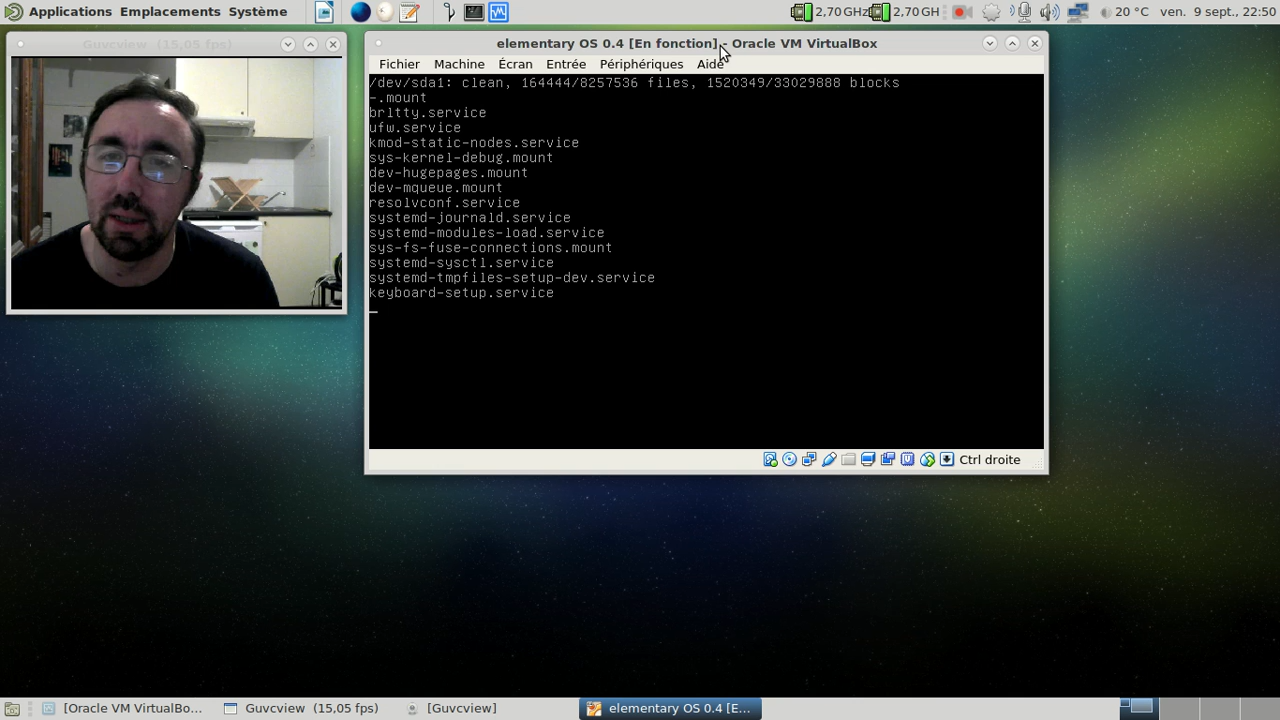 Applications Emplacements Système
2,70 GHz 2,70 GH
20 °C ven. 9 sept., 22:50
Guvcview (15,05 fps)
elementary OS 0.4 [En fonction] - Oracle VM VirtualBox
Fichier Machine Écran Entrée Périphériques Aide
/dev/sda1: clean, 164444/8257536 files, 1520349/33029888 blocks
-.mount
brltty.service
ufw.service
kmod-static-nodes.service
sys-kernel-debug.mount
dev-hugepages.mount
dev-mqueue.mount
resolvconf.service
systemd-journald.service
systemd-modules-load.service
sys-fs-fuse-connections.mount
systemd-sysctl.service
systemd-tmpfiles-setup-dev.service
keyboard-setup.service
Ctrl droite
[Oracle VM VirtualBo... Guvcview (15,05 fps) [Guvcview] elementary OS 0.4 [E...